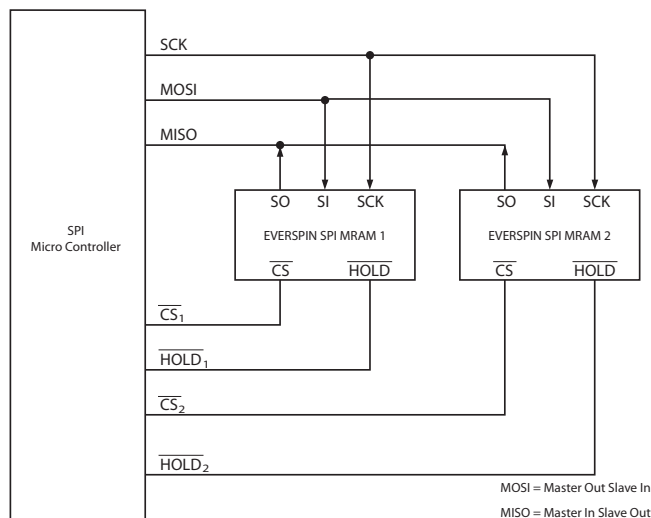 SCK
MOSI
MISO
SO SI SCK
EVERSPIN SPI MRAM 1
CS HOLD
SO SI SCK
EVERSPIN SPI MRAM 2
CS HOLD
SPI
Micro Controller
CS1
HOLD1
CS2
HOLD2
MOSI = Master Out Slave In
MISO = Master In Slave Out